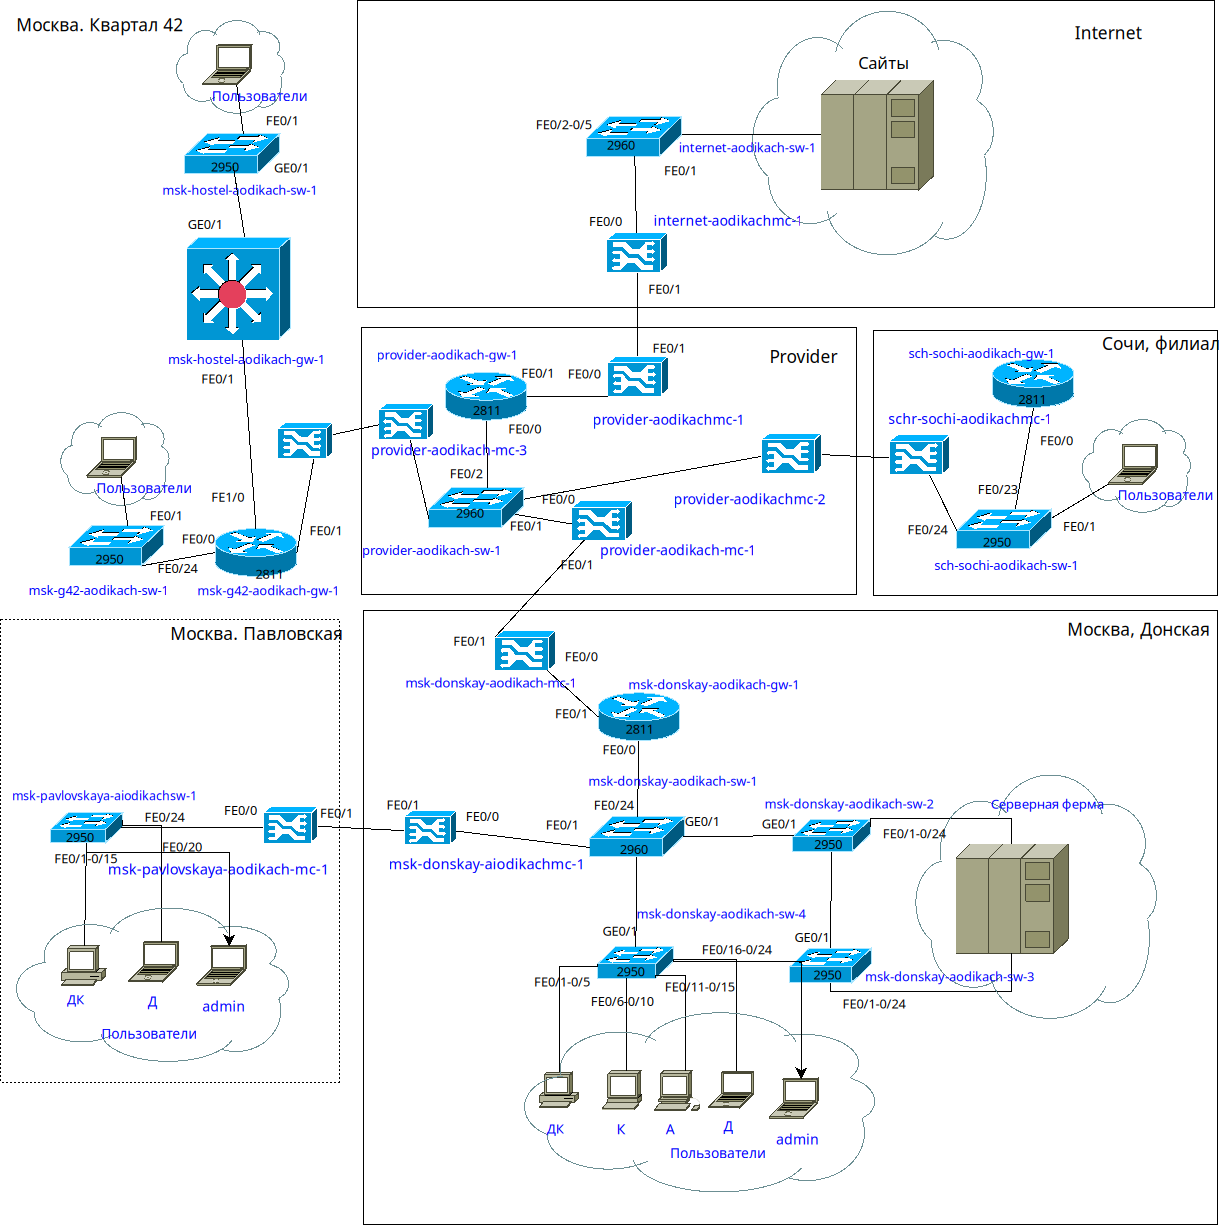 Москва. Квартал 42
Пользователи
FE0/1
2950
GE0/1
msk-hostel-aodikach-sw-1
GE0/1
msk-hostel-aodikach-gw-1
FE0/1
Пользователи
FE0/1
2950
FE0/24
msk-g42-aodikach-sw-1
FE1/0
FE0/0
FE0/1
2811
msk-g42-aodikach-gw-1
Internet
Сайты
FE0/2-0/5
2960
internet-aodikach-sw-1
FE0/1
FE0/0
internet-aodikachmc-1
FE0/1
Provider
provider-aodikach-gw-1
FE0/1
FE0/0
FE0/1
2811
FE0/0
provider-aodikachmc-1
provider-aodikach-mc-3
FE0/2
2960
FE0/0
FE0/1
provider-aodikachmc-2
provider-aodikach-sw-1
provider-aodikach-mc-1
FE0/1
Сочи, филиал
sch-sochi-aodikach-gw-1
2811
schr-sochi-aodikachmc-1
FE0/0
FE0/23
Пользователи
FE0/24
2950
FE0/1
sch-sochi-aodikach-sw-1
Москва. Павловская
msk-pavlovskaya-aiodikachsw-1
2950
FE0/24
FE0/0
FE0/1
FE0/20
FE0/1-0/15
msk-pavlovskaya-aodikach-mc-1
ДК
Д
admin
Пользователи
Москва, Донская
FE0/1
FE0/0
msk-donskay-aodikach-mc-1
msk-donskay-aodikach-gw-1
FE0/1
2811
FE0/0
msk-donskay-aodikach-sw-1
FE0/1
FE0/0
msk-donskay-aiodikachmc-1
FE0/24
FE0/1
GE0/1
2960
msk-donskay-aodikach-sw-2
GE0/1
2950
FE0/1-0/24
Серверная ферма
msk-donskay-aodikach-sw-4
GE0/1
2950
FE0/16-0/24
GE0/1
2950
msk-donskay-aodikach-sw-3
FE0/1-0/24
FE0/1-0/5
FE0/6-0/10
FE0/11-0/15
ДК
К
А
Д
admin
Пользователи